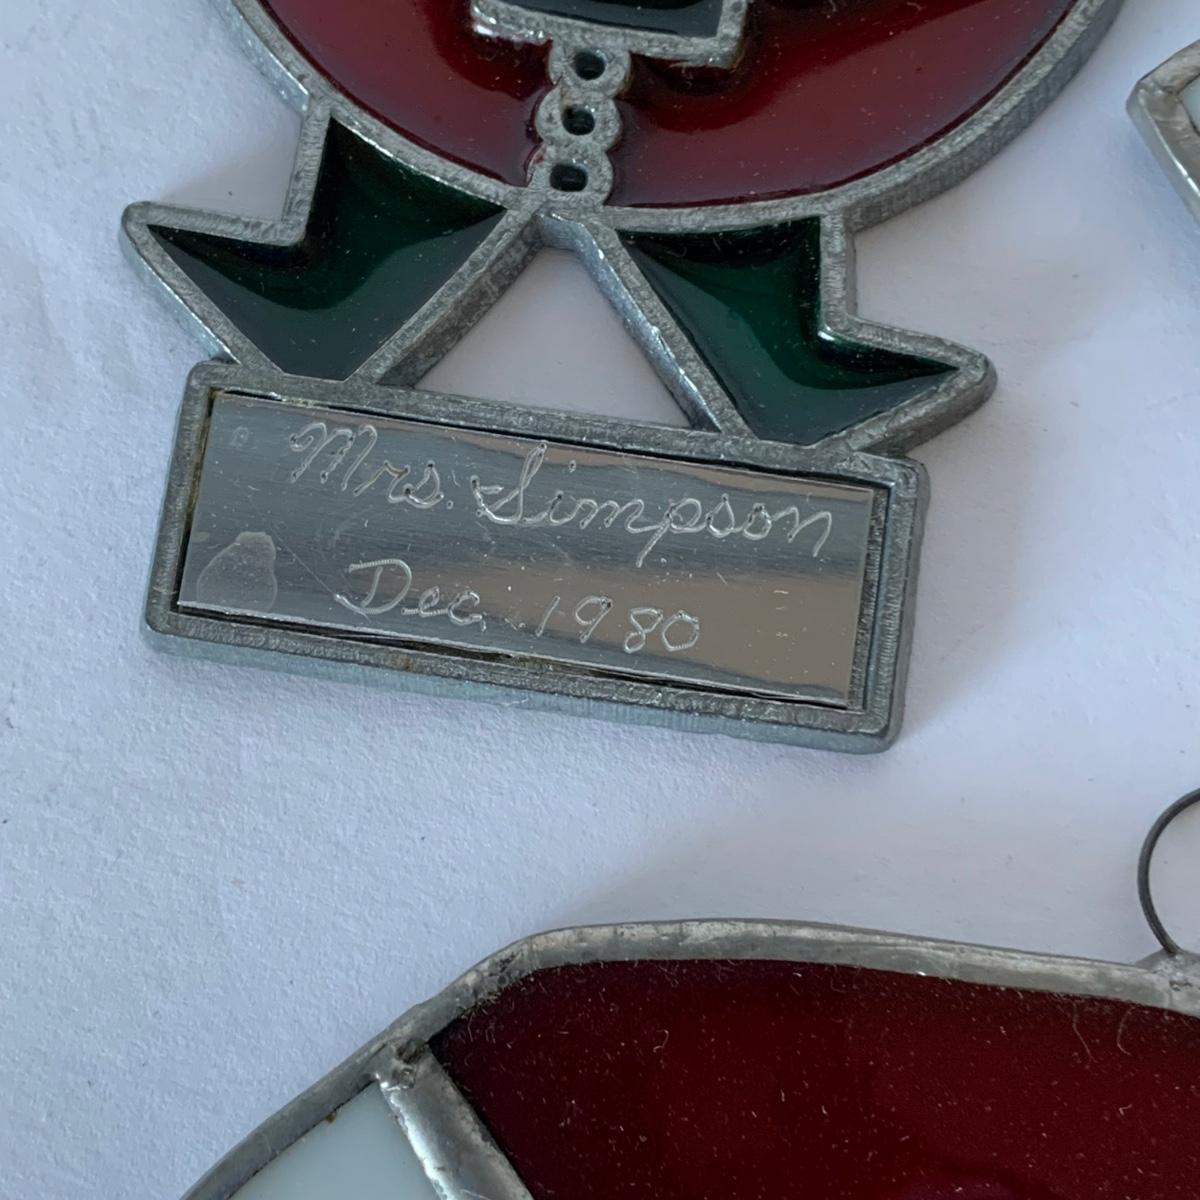 Mrs. Simpson
Dec. 1980